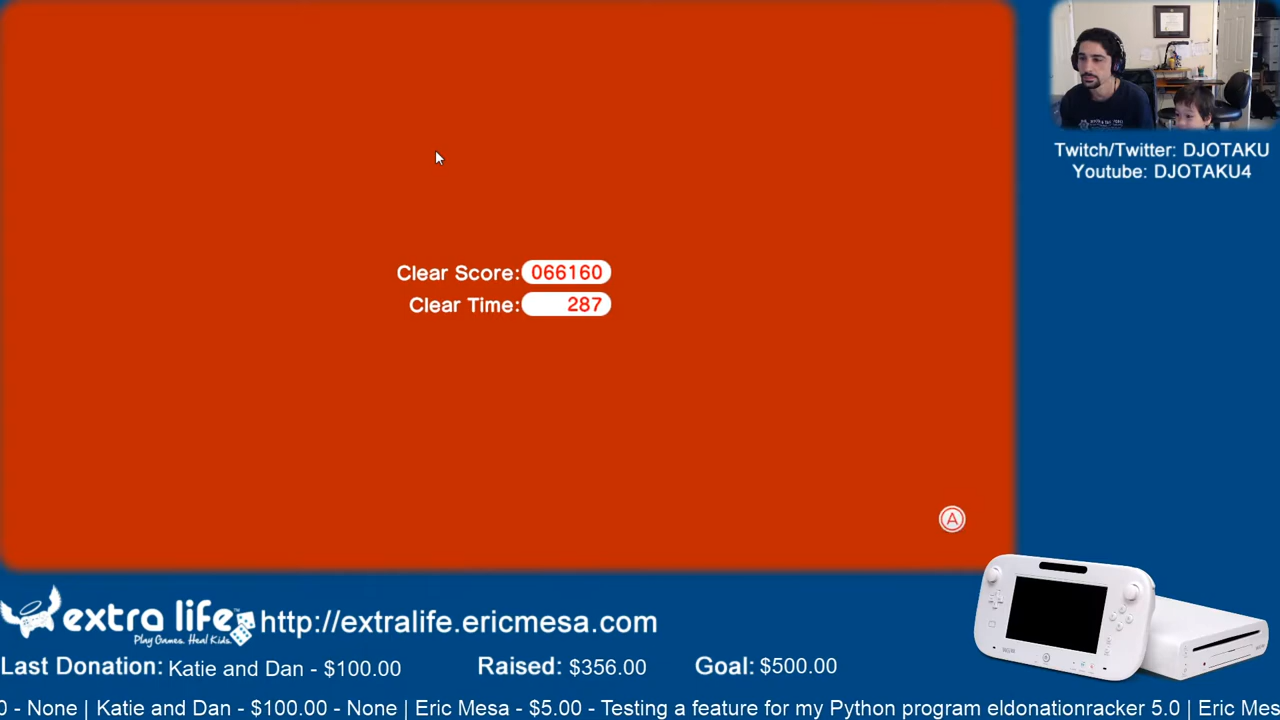 Twitch/Twitter: DJOTAKU
Youtube: DJOTAKU4
Clear Score: 066160
Clear Time: 287
A
extra life
Play Games. Heal Kids.
http://extralife.ericmesa.com
Last Donation: Katie and Dan - $100.00 Raised: $356.00 Goal: $500.00
0 - None | Katie and Dan - $100.00 - None | Eric Mesa - $5.00 - Testing a feature for my Python program eldonationracker 5.0 | Eric Mes